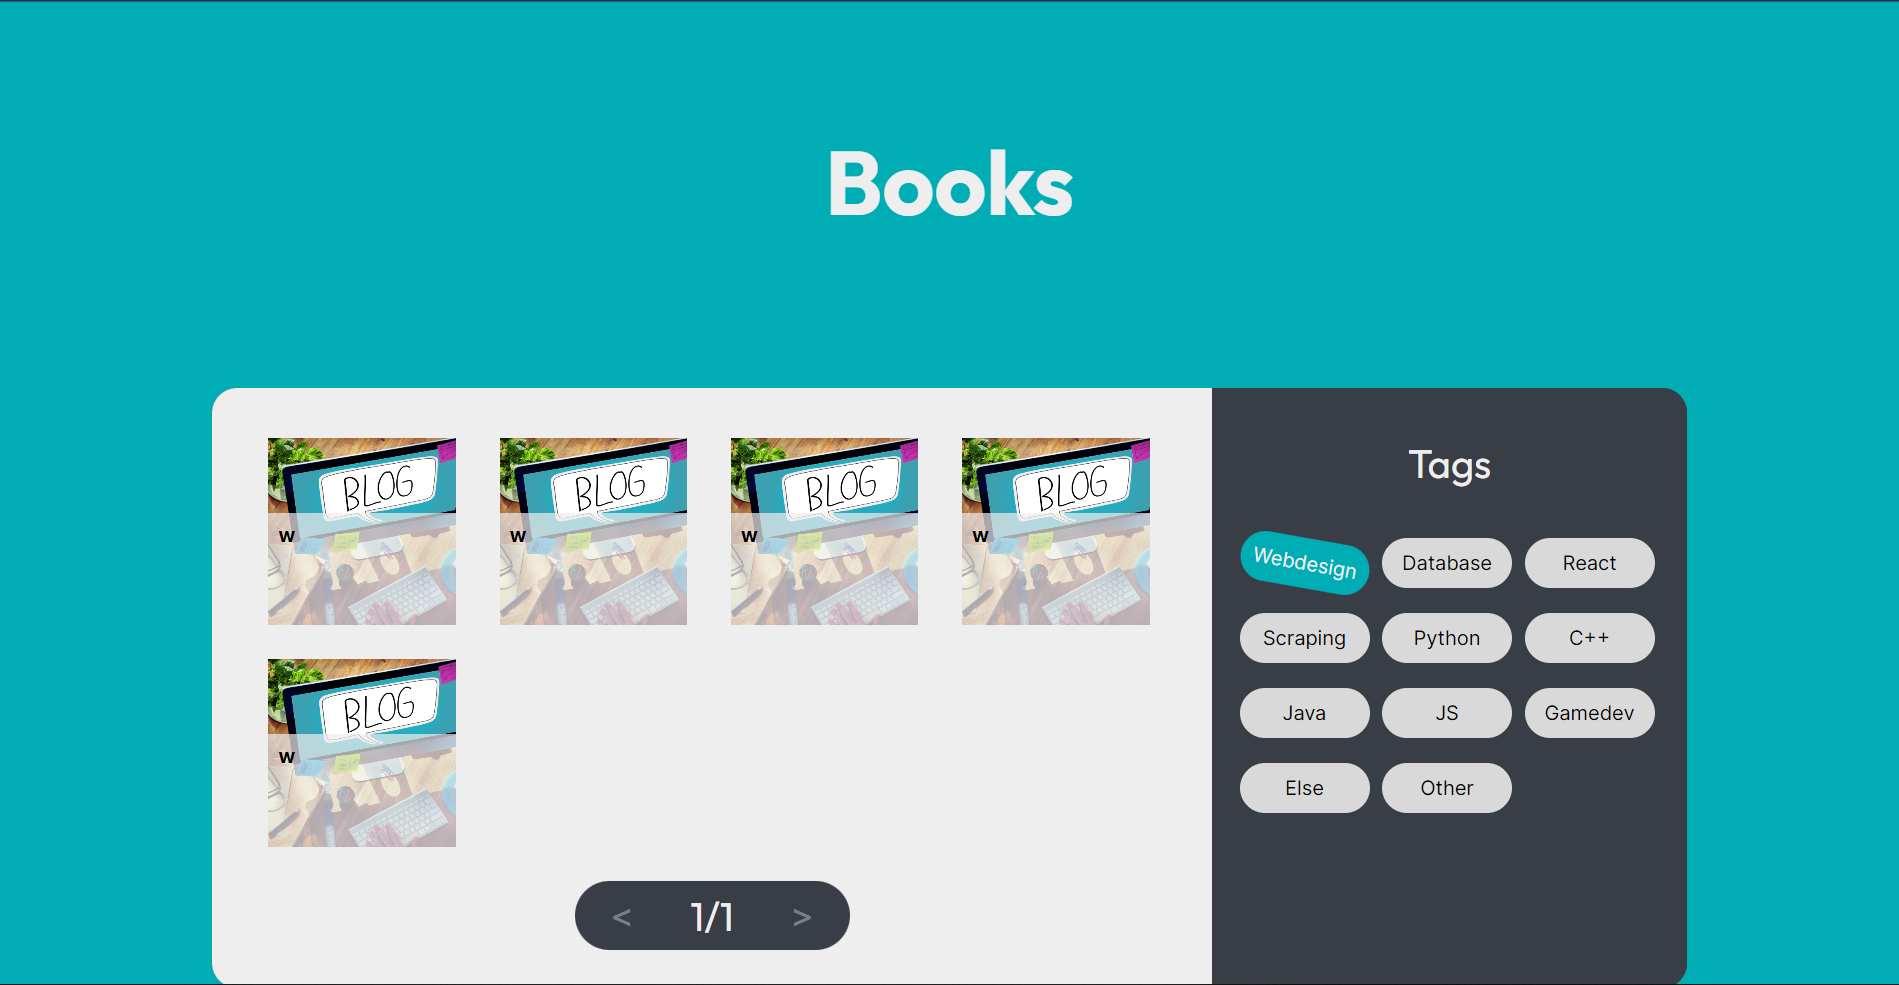 Books
BLOG BLOG BLOG BLOG
w w w w
BLOG
w
< 1/1 >
Tags
Webdesign Database React
Scraping Python C++
Java JS Gamedev
Else Other